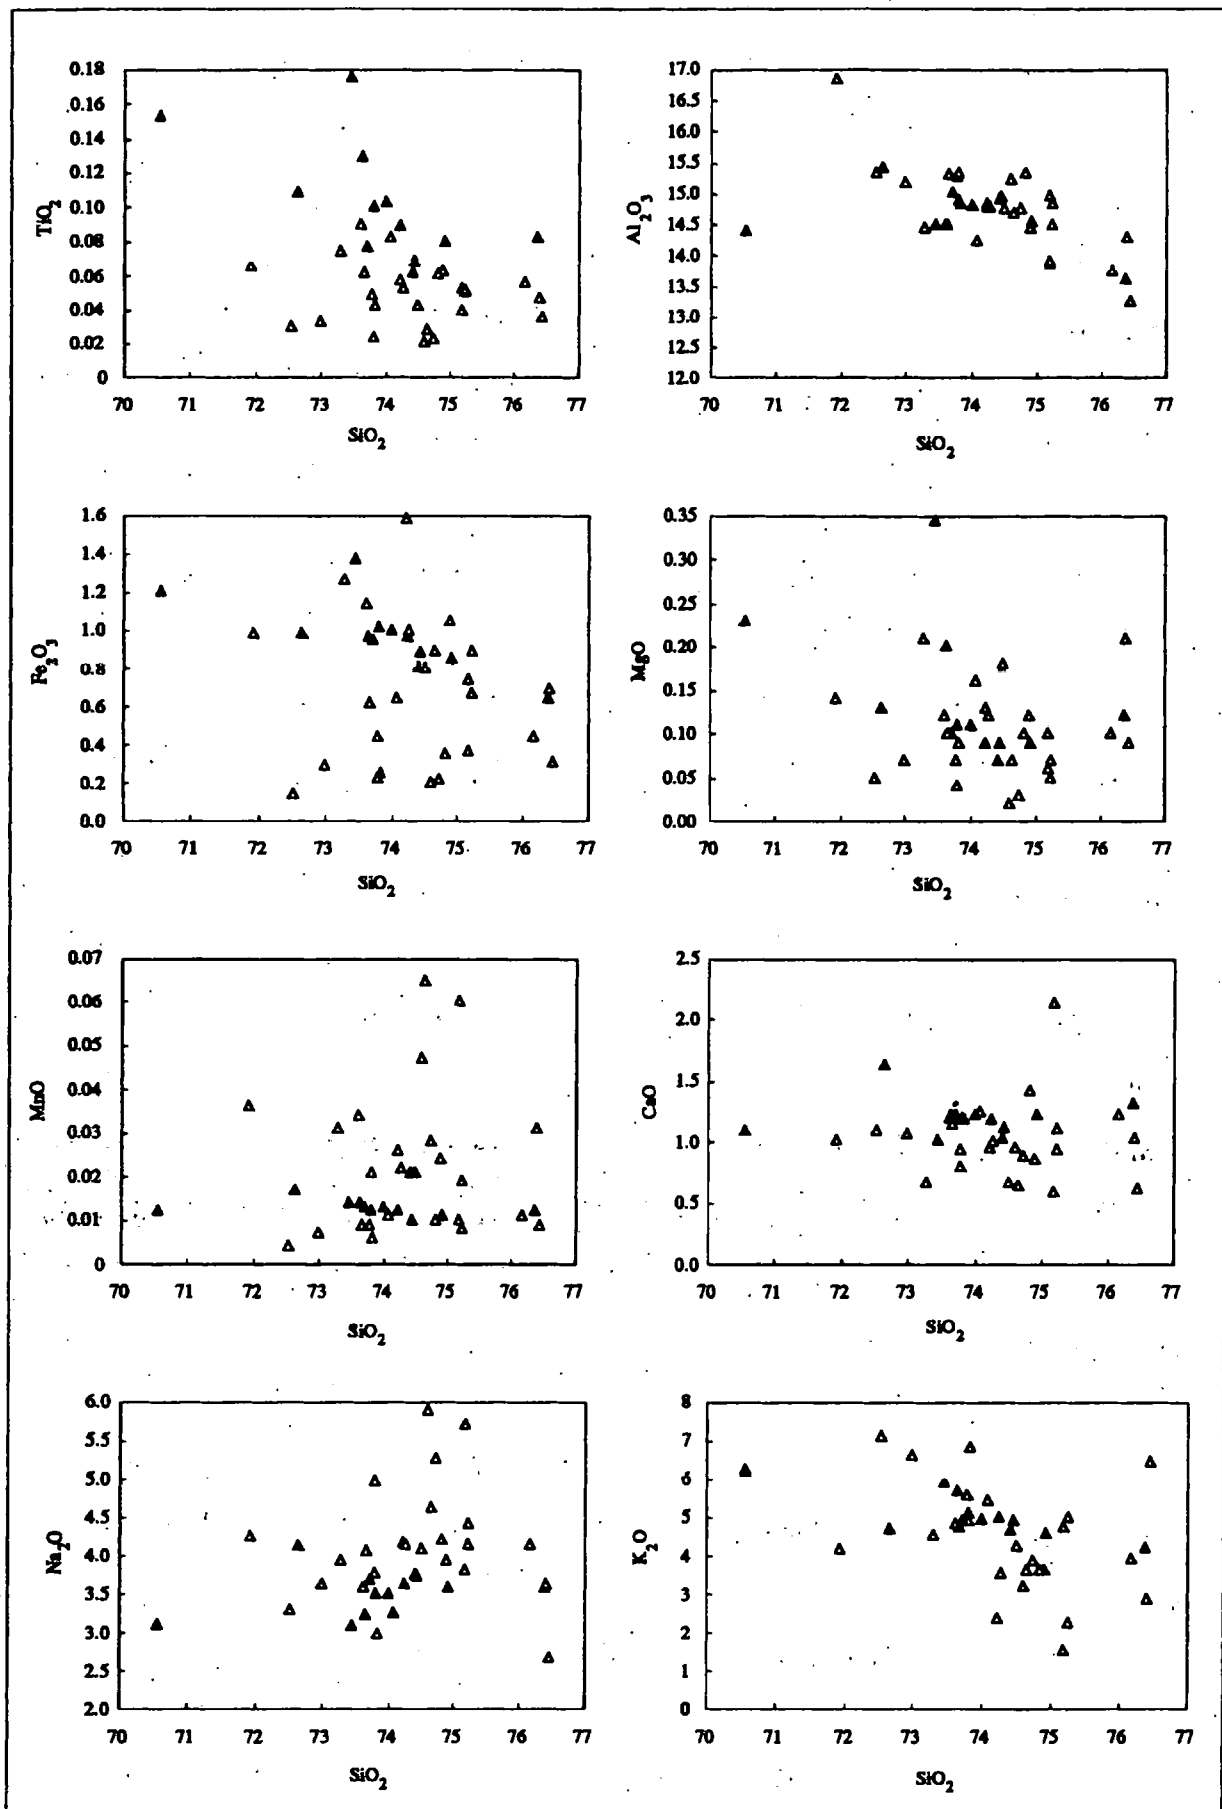 TiO2
0.18
0.16
0.14
0.12
0.10
0.08
0.06
0.04
0.02
0
70 71 72 73 74 75 76 77
SiO2
Al2O3
17.0
16.5
16.0
15.5
15.0
14.5
14.0
13.5
13.0
12.5
12.0
70 71 72 73 74 75 76 77
SiO2
Fe2O3
1.6
1.4
1.2
1.0
0.8
0.6
0.4
0.2
0.0
70 71 72 73 74 75 76 77
SiO2
MgO
0.35
0.30
0.25
0.20
0.15
0.10
0.05
0.00
70 71 72 73 74 75 76 77
SiO2
MnO
0.07
0.06
0.05
0.04
0.03
0.02
0.01
0
70 71 72 73 74 75 76 77
SiO2
CaO
2.5
2.0
1.5
1.0
0.5
0.0
70 71 72 73 74 75 76 77
SiO2
Na2O
6.0
5.5
5.0
4.5
4.0
3.5
3.0
2.5
2.0
70 71 72 73 74 75 76 77
SiO2
K2O
8
7
6
5
4
3
2
1
0
70 71 72 73 74 75 76 77
SiO2